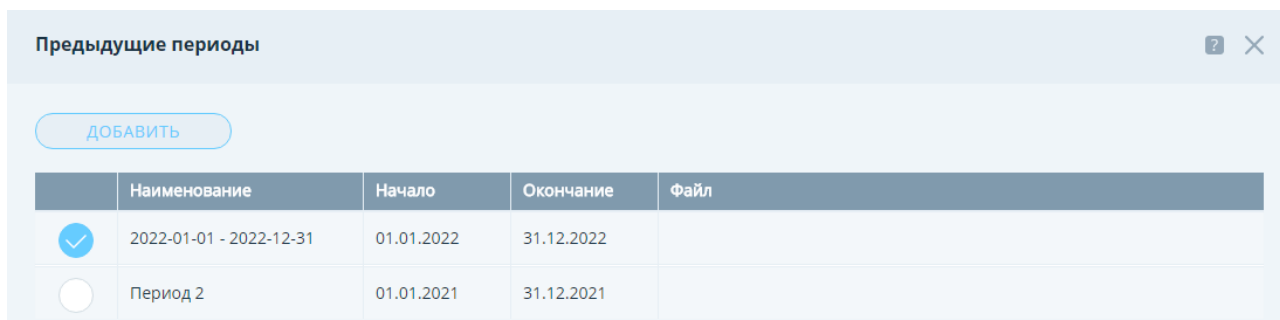 Предыдущие периоды
?
ДОБАВИТЬ
Наименование Начало Окончание Файл
2022-01-01 - 2022-12-31 01.01.2022 31.12.2022
Период 2 01.01.2021 31.12.2021